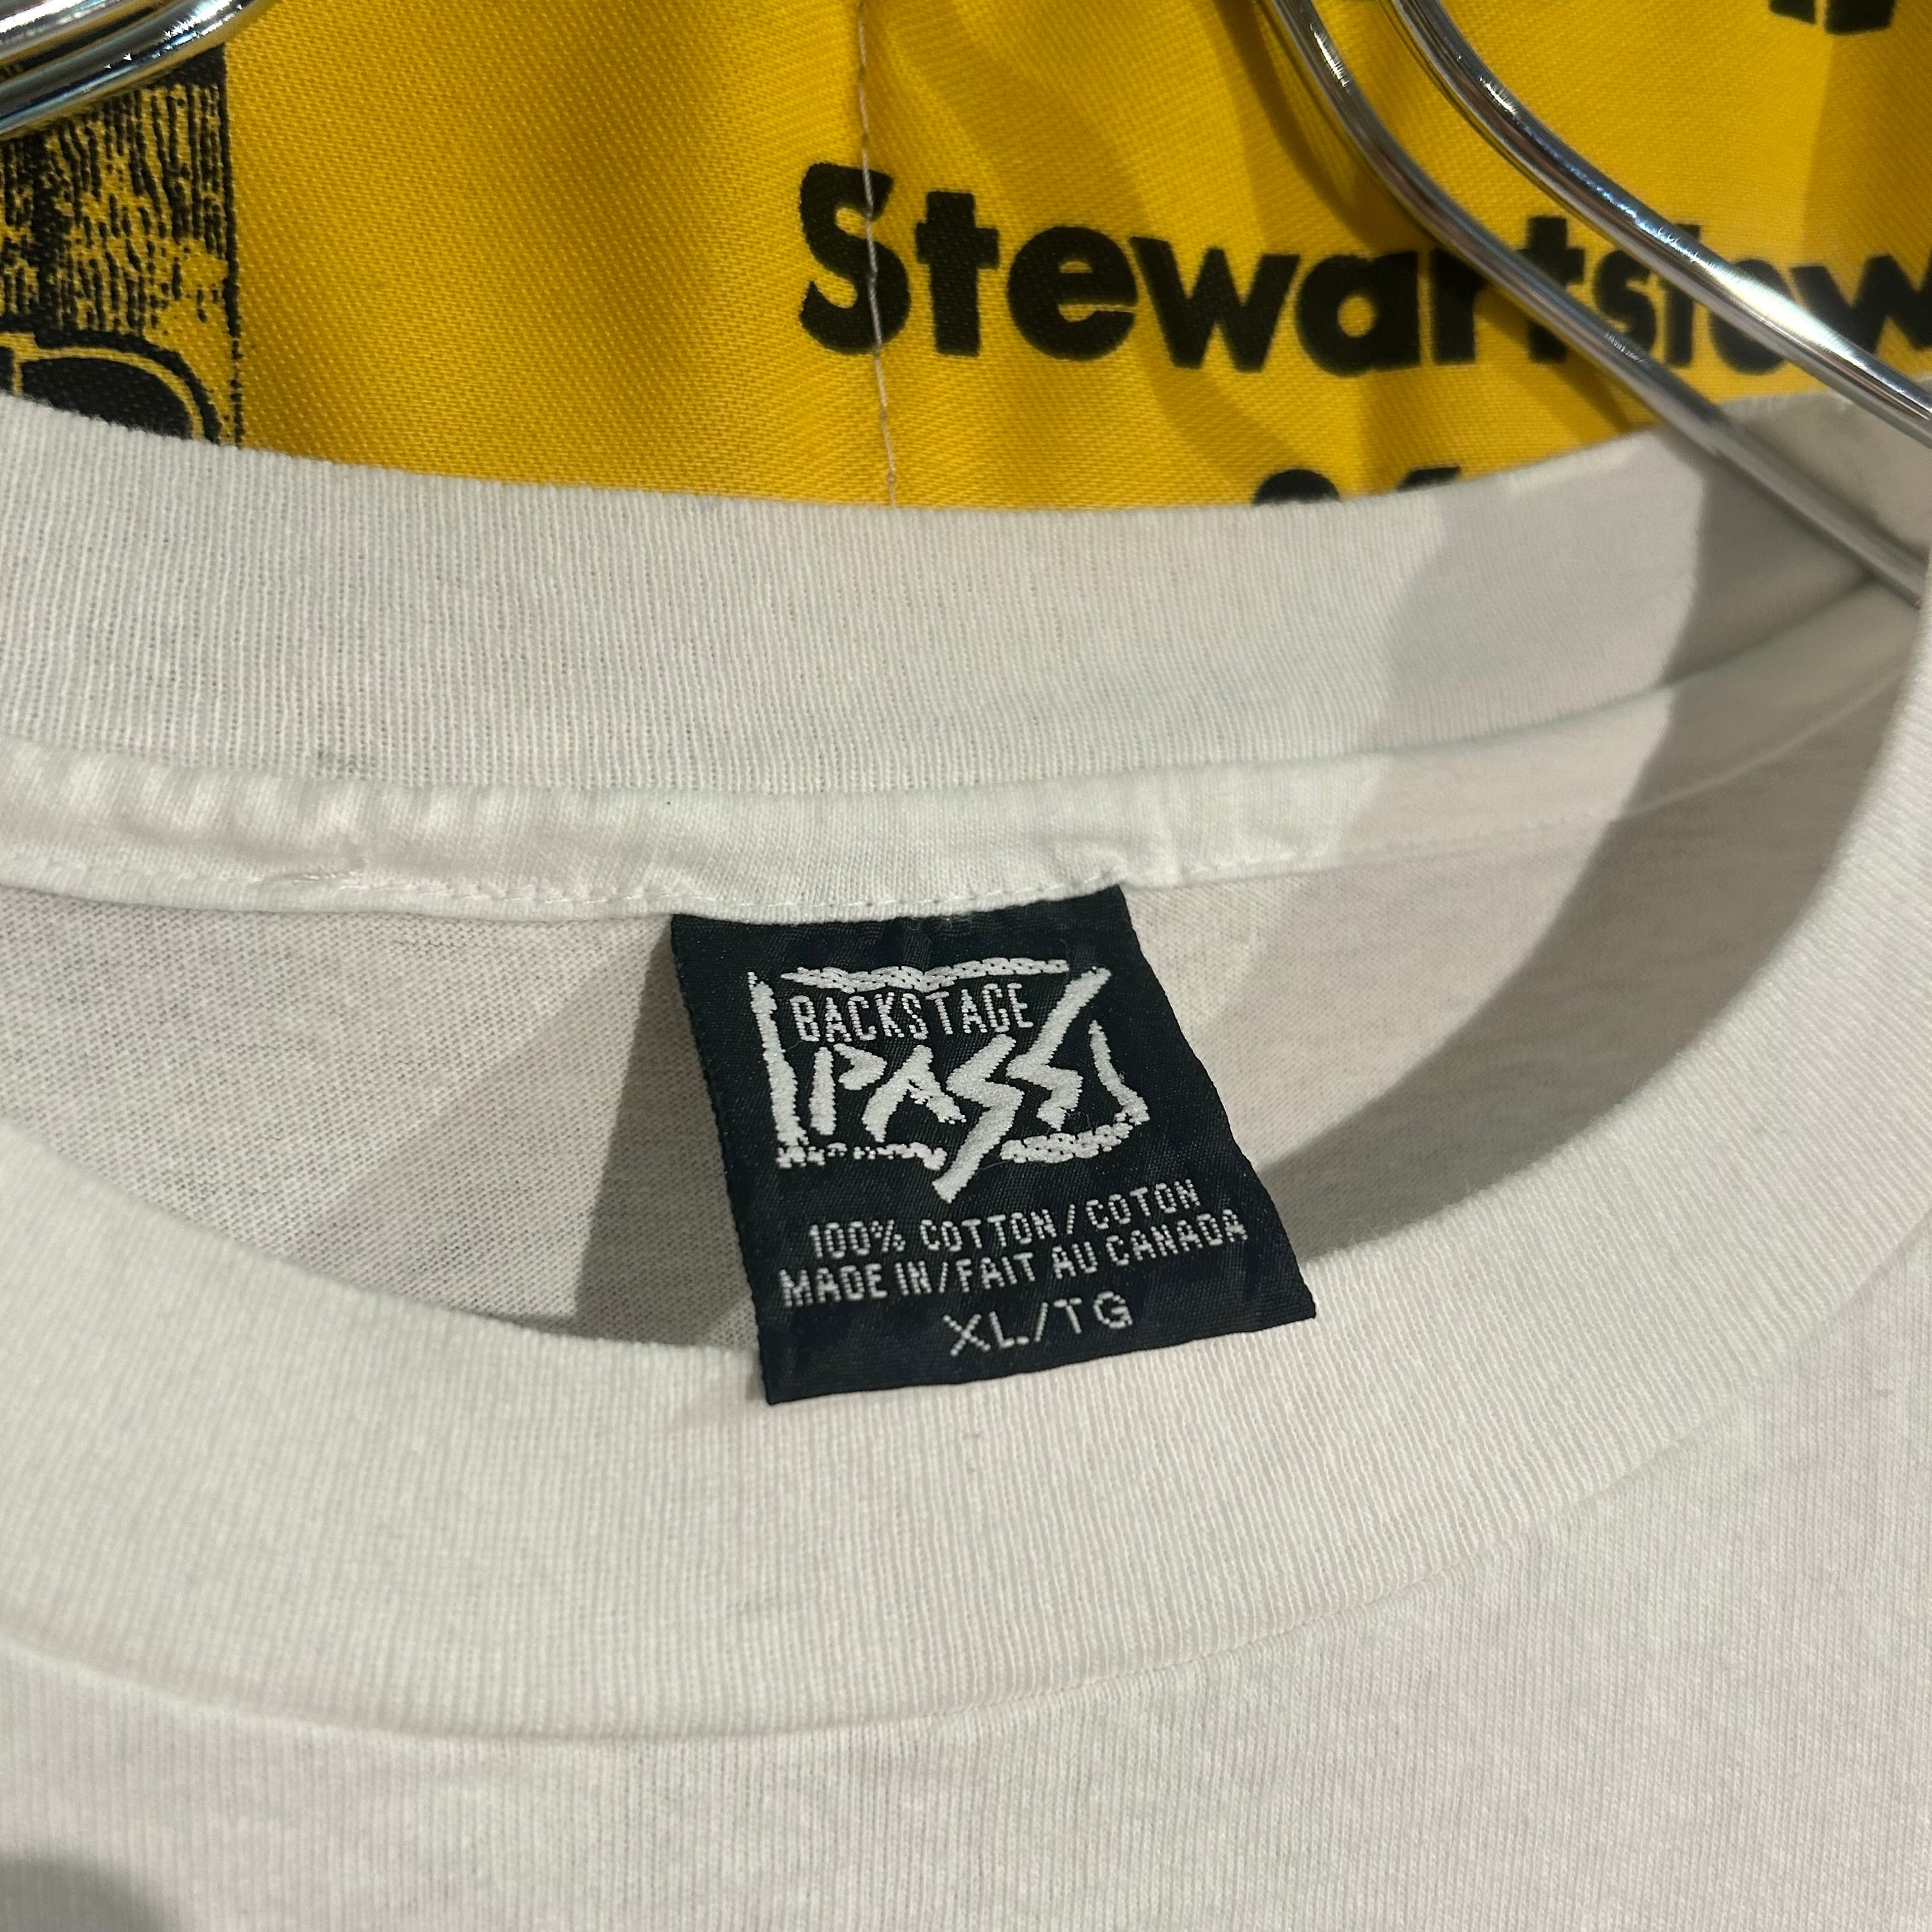 Stewartstow
BACKSTAGE
PASS
100% COTTON/COTON
MADE IN/FAIT AU CANADA
XL/TG